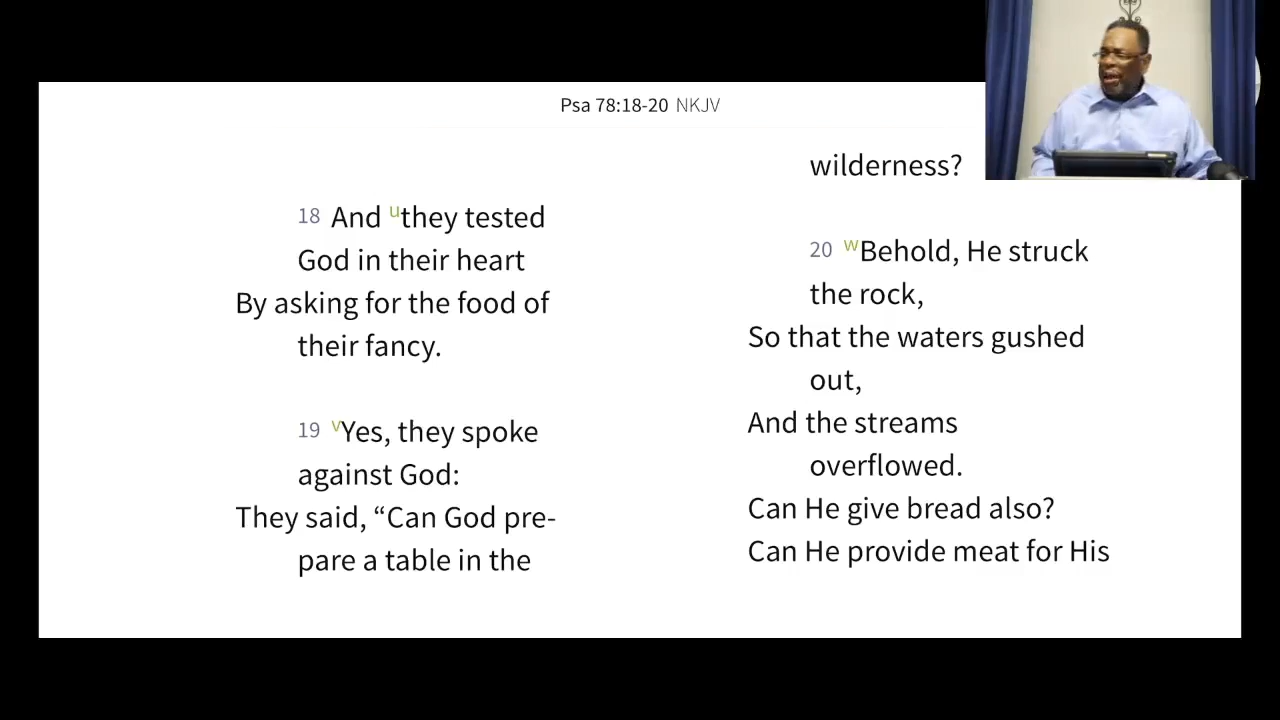 Psa 78:18-20 NKJV
18 And ᵘthey tested
God in their heart
By asking for the food of
their fancy.
19 ᵛYes, they spoke
against God:
They said, “Can God pre-
pare a table in the
wilderness?
20 ʷBehold, He struck
the rock,
So that the waters gushed
out,
And the streams
overflowed.
Can He give bread also?
Can He provide meat for His